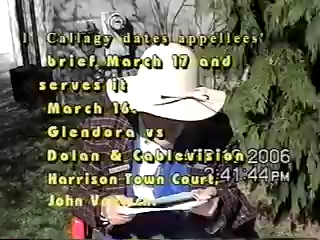 1 Callagy dates appellees'
brief, March 17 and
serves it
March 16.
Glendora vs
Dolan & Cablevision
2006
Harrison Town Court,
2:41:44 PM
John